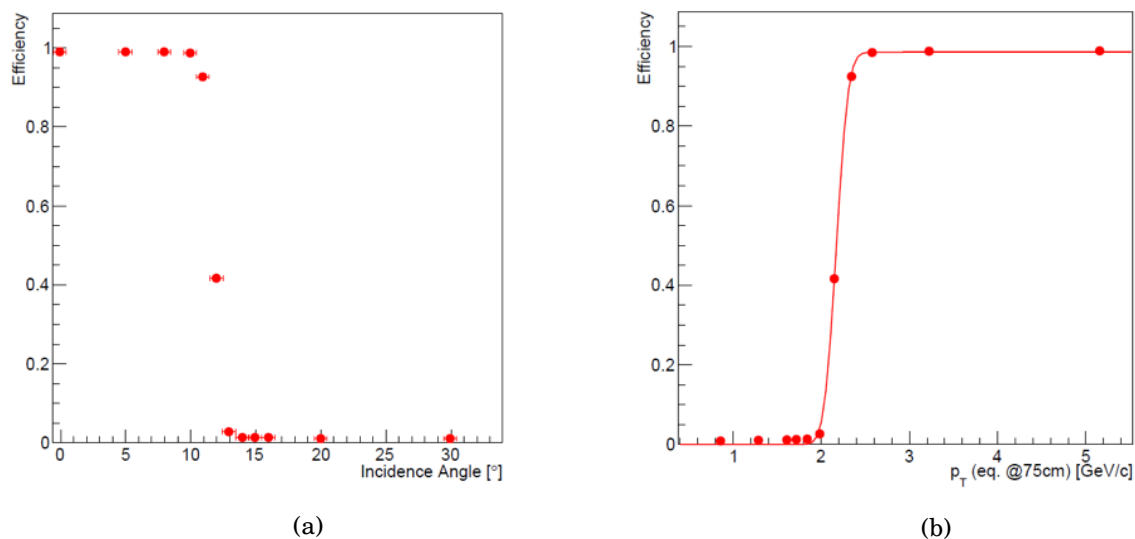 Efficiency
1
0.8
0.6
0.4
0.2
0
0 5 10 15 20 25 30
Incidence Angle [°]
(a)
Efficiency
1
0.8
0.6
0.4
0.2
0
1 2 3 4 5
p_T (eq. @75cm) [GeV/c]
(b)